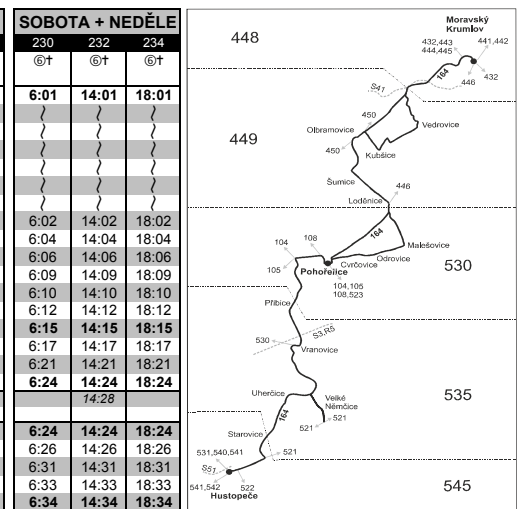 SOBOTA + NEDĚLE
230 232 234
⑥† ⑥† ⑥†
6:01 14:01 18:01
6:02 14:02 18:02
6:04 14:04 18:04
6:06 14:06 18:06
6:09 14:09 18:09
6:10 14:10 18:10
6:12 14:12 18:12
6:15 14:15 18:15
6:17 14:17 18:17
6:21 14:21 18:21
6:24 14:24 18:24
14:28
6:24 14:24 18:24
6:26 14:26 18:26
6:31 14:31 18:31
6:33 14:33 18:33
6:34 14:34 18:34
448
Moravský
Krumlov
432,443
444,445
441,442
164
446
432
S41
450
Vedrovice
Olbramovice
449
450
Kubšice
Šumice
446
Loděnice
164
104
108
Malešovice
Odrovice
Cvrčovice
105
Pohořelice
530
104,105
108,523
Přibice
S3,R5
530
Vranovice
Uherčice
Velké
Němčice
535
164
521
521
Starovice
531,540,541
521
S51
541,542
522
Hustopeče
545